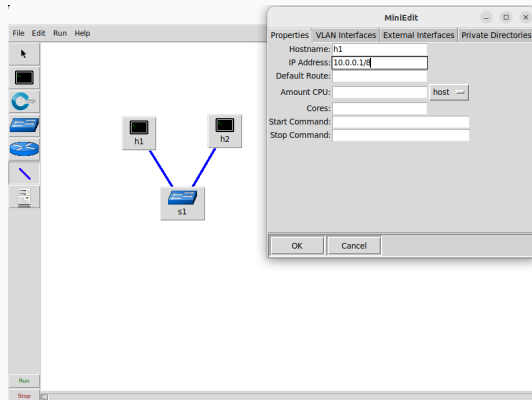 MiniEdit
File Edit Run Help
Properties VLAN Interfaces External Interfaces Private Directories
Hostname: h1
IP Address: 10.0.0.1/8
Default Route:
Amount CPU: host
Cores:
Start Command:
Stop Command:
OK Cancel
h1
h2
s1
Run
Stop